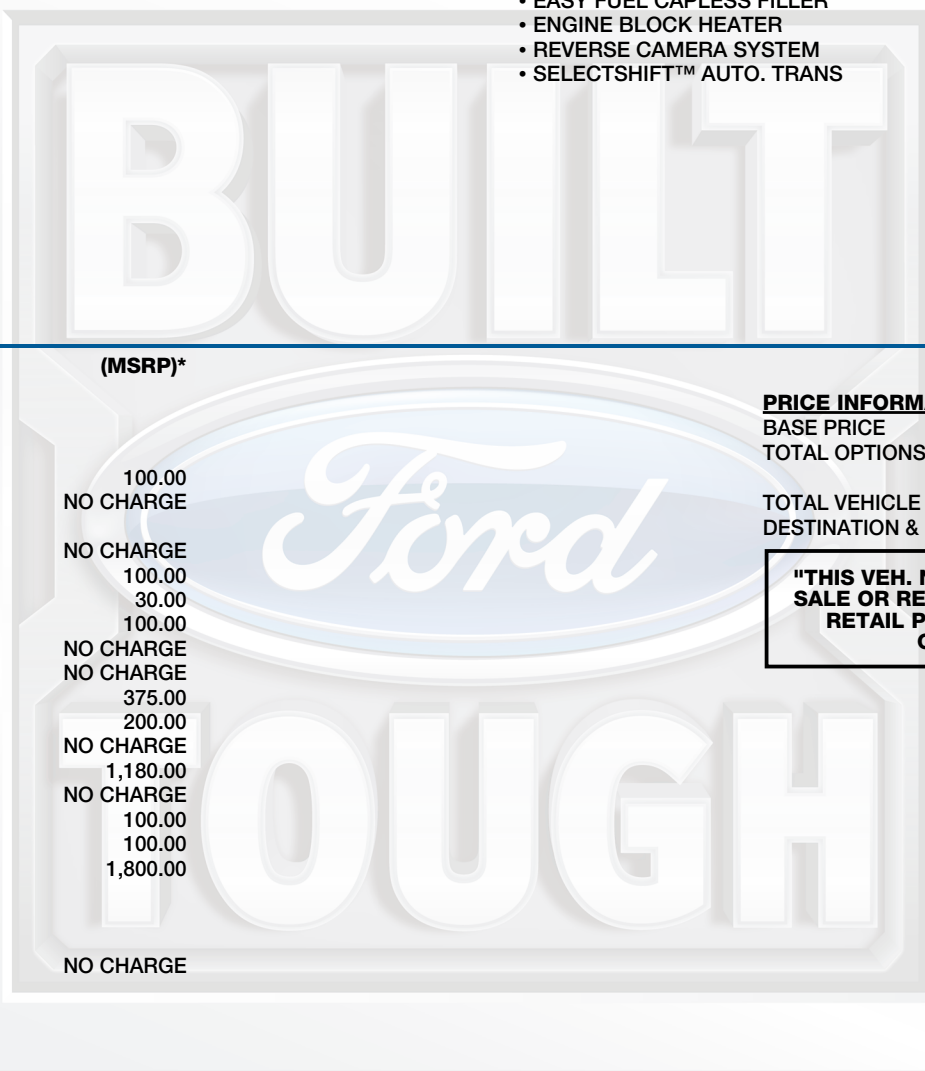 • EASY FUEL CAPLESS FILLER
• ENGINE BLOCK HEATER
• REVERSE CAMERA SYSTEM
• SELECTSHIFT™ AUTO. TRANS
BUILT
(MSRP)*
100.00
NO CHARGE
NO CHARGE
100.00
30.00
100.00
NO CHARGE
NO CHARGE
375.00
200.00
NO CHARGE
1,180.00
NO CHARGE
100.00
100.00
1,800.00
NO CHARGE
Ford
TOUGH
PRICE INFORM
BASE PRICE
TOTAL OPTIONS
TOTAL VEHICLE
DESTINATION &
"THIS VEH.
SALE OR RE
RETAIL P